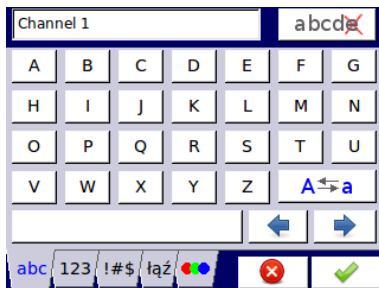 Channel 1 abcde
A B C D E F G
H I J K L M N
O P Q R S T U
V W X Y Z A a
abc 123 !#$ łąź